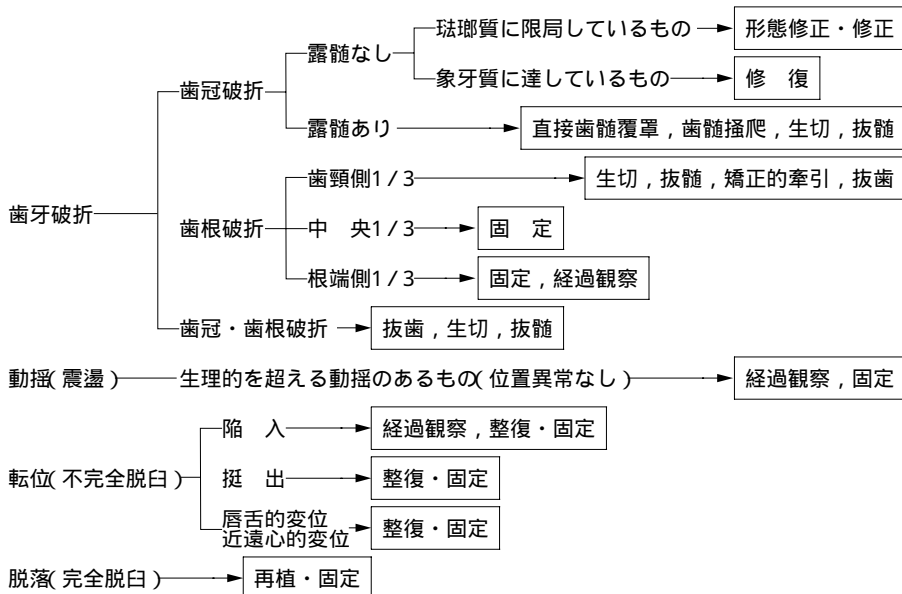 琺瑯質に限局しているもの 形態修正・修正
露髄なし
象牙質に達しているもの 修 復
歯冠破折
露髄あり 直接歯髄覆罩，歯髄掻爬，生切，抜髄
歯頸側1/3 生切，抜髄，矯正的牽引，抜歯
歯牙破折
歯根破折 中 央1/3 固 定
根端側1/3 固定，経過観察
歯冠・歯根破折 抜歯，生切，抜髄
動揺(震盪) 生理的を超える動揺のあるもの(位置異常なし) 経過観察，固定
陥 入 経過観察，整復・固定
転位(不完全脱臼) 挺 出 整復・固定
唇舌的変位
近遠心的変位 整復・固定
脱落(完全脱臼) 再植・固定